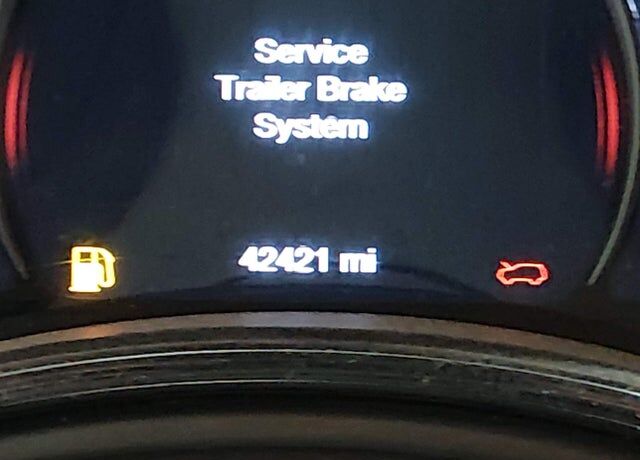 Service
Trailer Brake
System
42421 mi